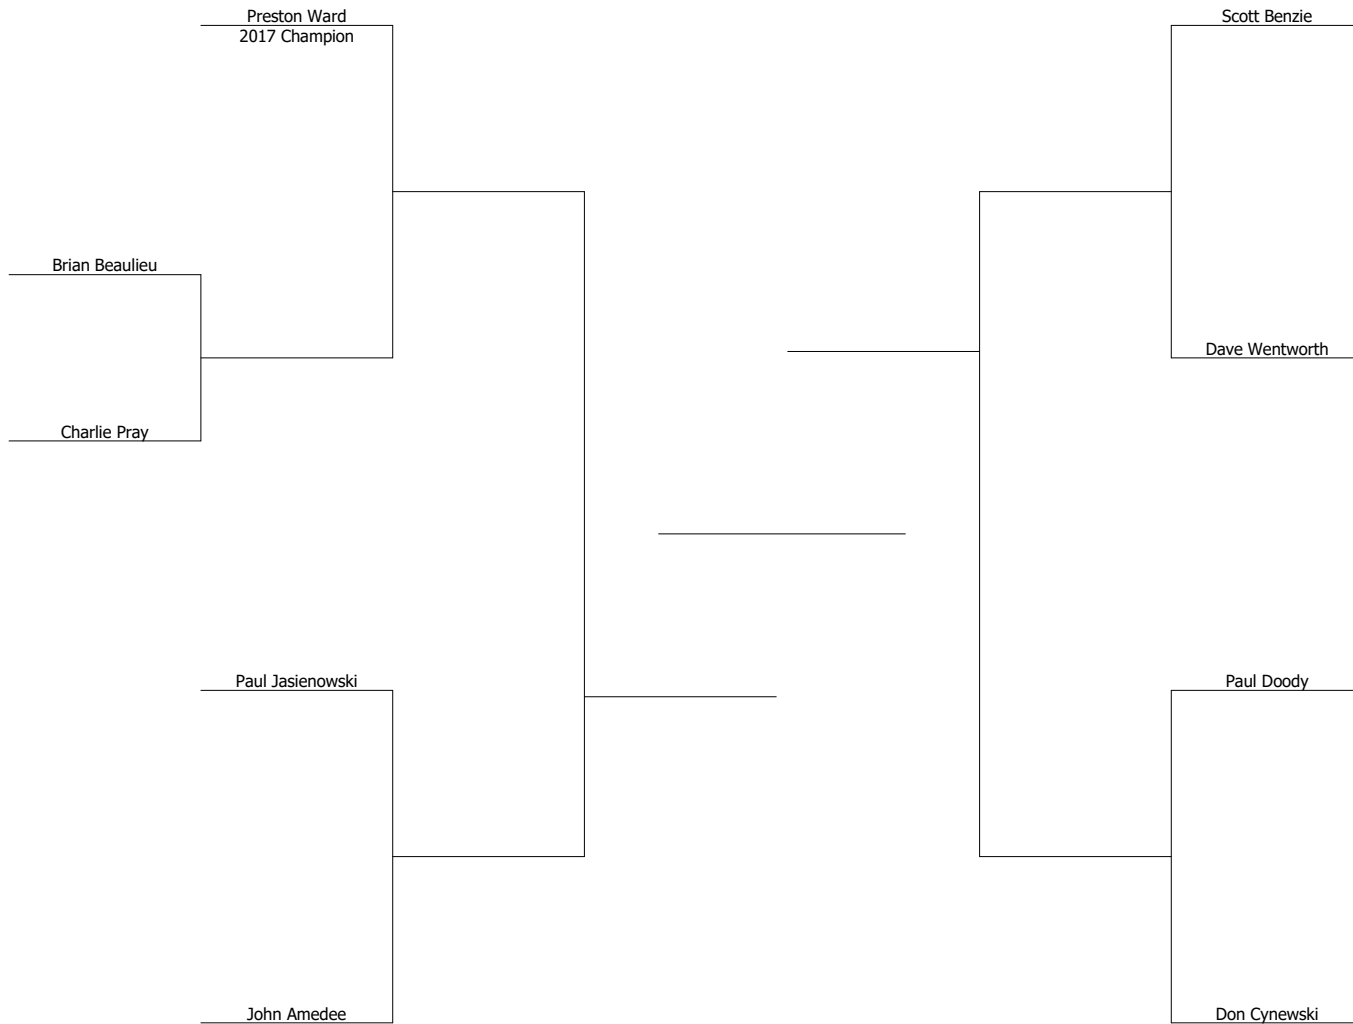 Preston Ward
2017 Champion
Brian Beaulieu
Charlie Pray
Paul Jasienowski
John Amedee
Scott Benzie
Dave Wentworth
Paul Doody
Don Cynewski